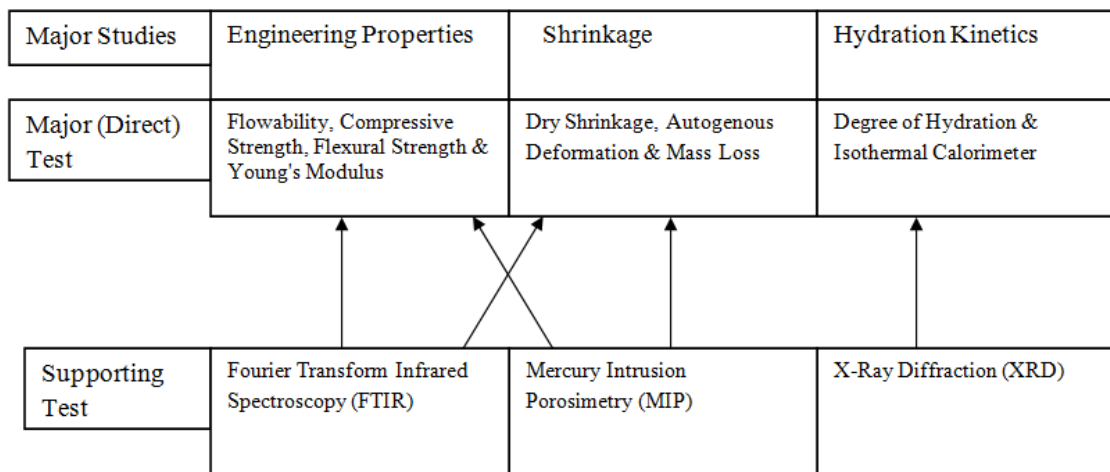 Major Studies
Engineering Properties
Shrinkage
Hydration Kinetics
Major (Direct)
Test
Flowability, Compressive
Strength, Flexural Strength &
Young's Modulus
Dry Shrinkage, Autogenous
Deformation & Mass Loss
Degree of Hydration &
Isothermal Calorimeter
Supporting
Test
Fourier Transform Infrared
Spectroscopy (FTIR)
Mercury Intrusion
Porosimetry (MIP)
X-Ray Diffraction (XRD)